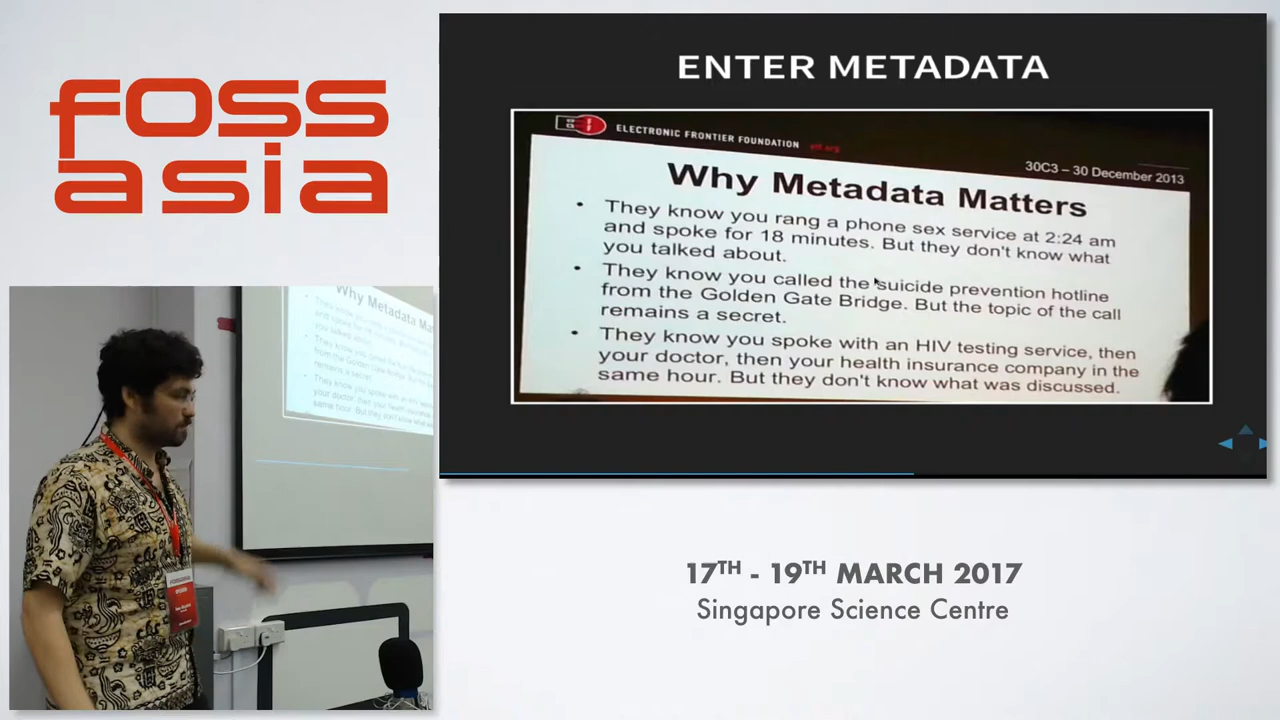 foss
asia
ENTER METADATA
ELECTRONIC FRONTIER FOUNDATION eff.org
30C3 – 30 December 2013
Why Metadata Matters
• They know you rang a phone sex service at 2:24 am
and spoke for 18 minutes. But they don't know what
you talked about.
• They know you called the suicide prevention hotline
from the Golden Gate Bridge. But the topic of the call
remains a secret.
• They know you spoke with an HIV testing service, then
your doctor, then your health insurance company in the
same hour. But they don't know what was discussed.
Why Metadata Mat
17TH - 19TH MARCH 2017
Singapore Science Centre